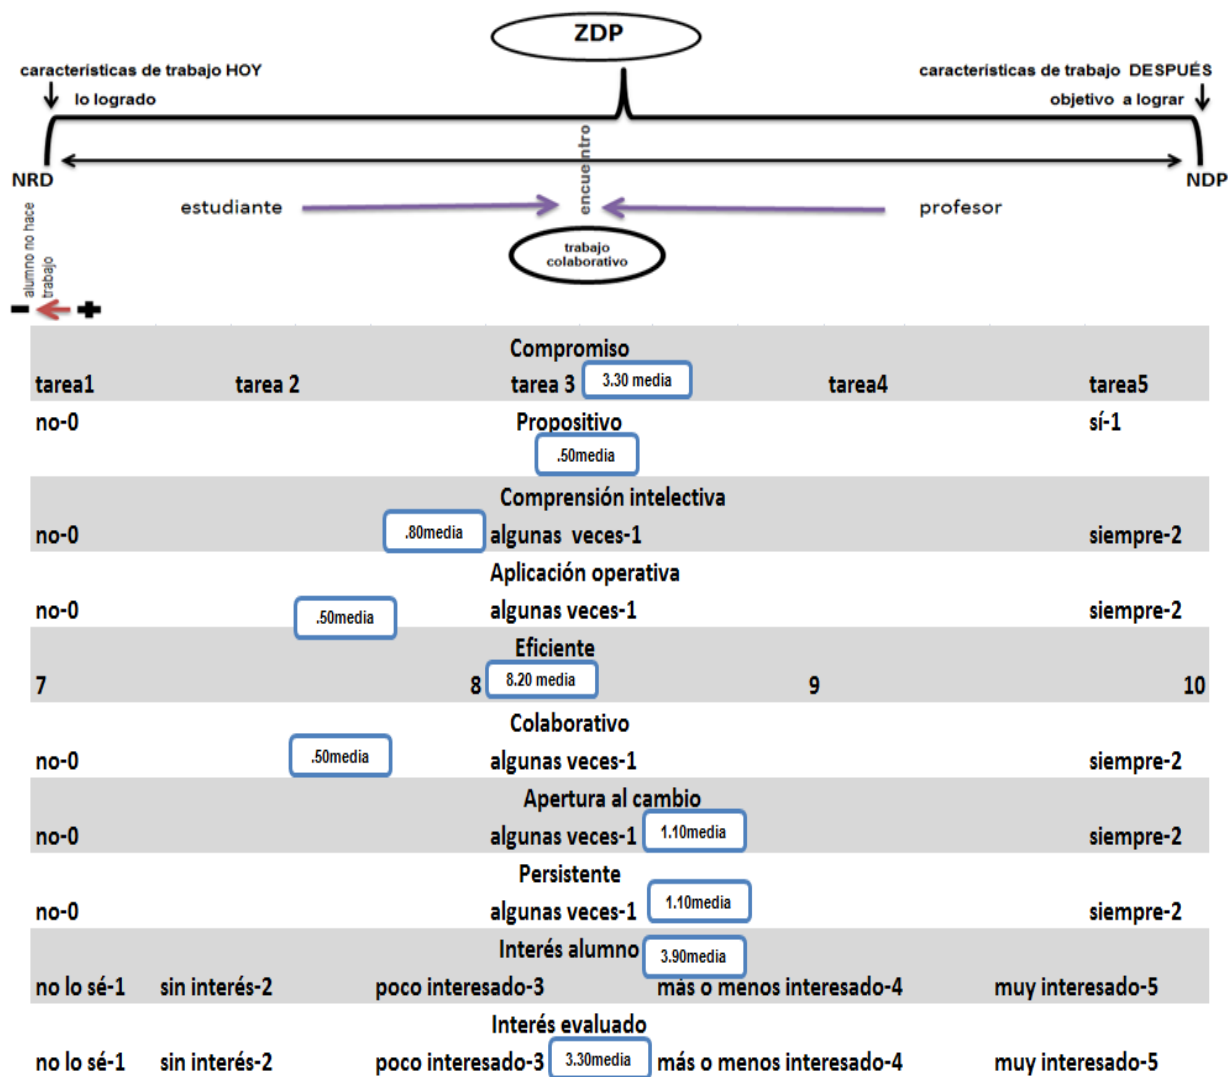 ZDP
características de trabajo HOY
características de trabajo DESPUÉS
lo logrado
objetivo a lograr
encuentro
NRD
NDP
estudiante
profesor
alumno no hace
trabajo
trabajo
colaborativo
- +
Compromiso
tarea1 tarea 2 tarea 3 3.30 media tarea4 tarea5
no-0 Propositivo sí-1
.50media
Comprensión intelectiva
no-0 .80media algunas veces-1 siempre-2
Aplicación operativa
no-0 .50media algunas veces-1 siempre-2
Eficiente
7 8 8.20 media 9 10
Colaborativo
no-0 .50media algunas veces-1 siempre-2
Apertura al cambio
no-0 algunas veces-1 1.10media siempre-2
Persistente
no-0 algunas veces-1 1.10media siempre-2
Interés alumno 3.90media
no lo sé-1 sin interés-2 poco interesado-3 más o menos interesado-4 muy interesado-5
Interés evaluado
no lo sé-1 sin interés-2 poco interesado-3 3.30media más o menos interesado-4 muy interesado-5